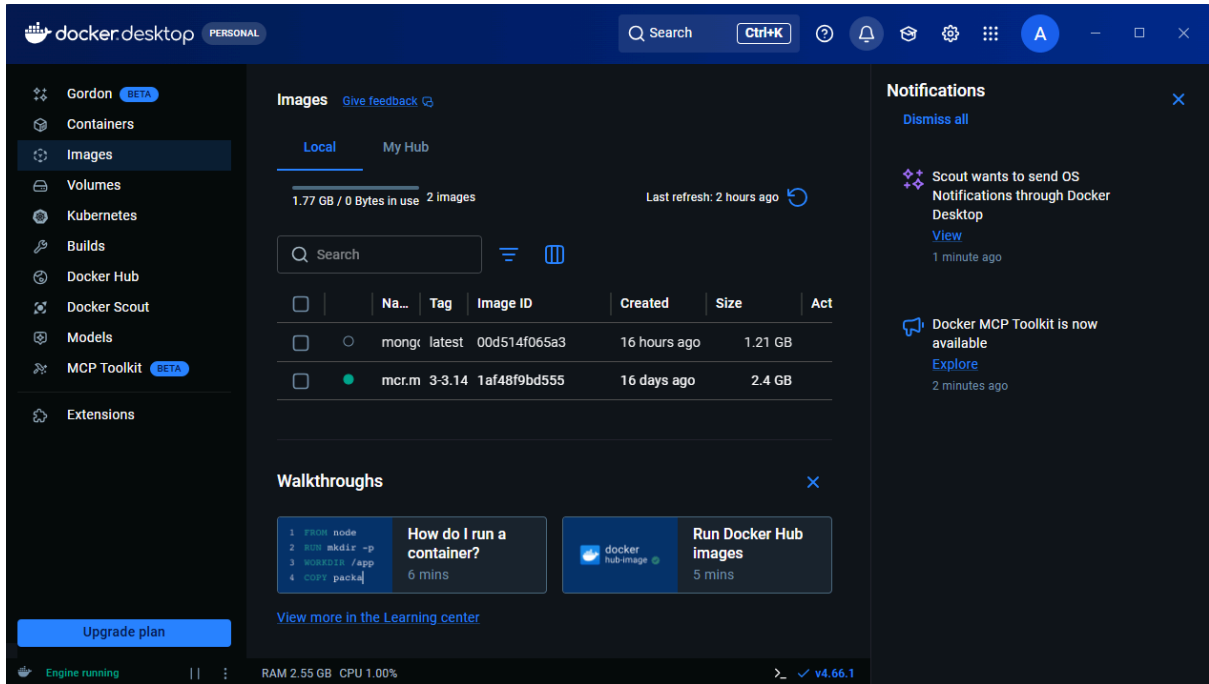 docker.desktop PERSONAL
Search Ctrl+K
A
Gordon BETA
Containers
Images
Volumes
Kubernetes
Builds
Docker Hub
Docker Scout
Models
MCP Toolkit BETA
Extensions
Upgrade plan
Images Give feedback
Local My Hub
1.77 GB / 0 Bytes in use 2 images
Last refresh: 2 hours ago
Search
Na... Tag Image ID Created Size Act
mongo latest 00d514f065a3 16 hours ago 1.21 GB
mcr.m 3-3.14 1af48f9bd555 16 days ago 2.4 GB
Walkthroughs
1 FROM node
2 RUN mkdir -p
3 WORKDIR /app
4 COPY packa
How do I run a
container?
6 mins
docker
hub-image
Run Docker Hub
images
5 mins
View more in the Learning center
Notifications
Dismiss all
Scout wants to send OS
Notifications through Docker
Desktop
View
1 minute ago
Docker MCP Toolkit is now
available
Explore
2 minutes ago
Engine running
RAM 2.55 GB CPU 1.00%
v4.66.1